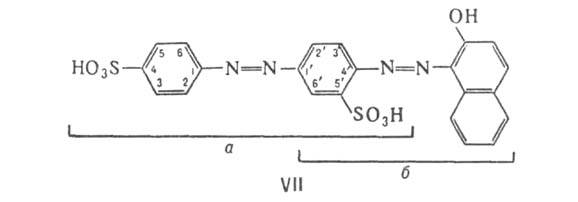 OH
5 6 2' 3'
HO₃S 4 1 N=N 1' 4' N=N
3 2 6' 5'
SO₃H
а
б
VII